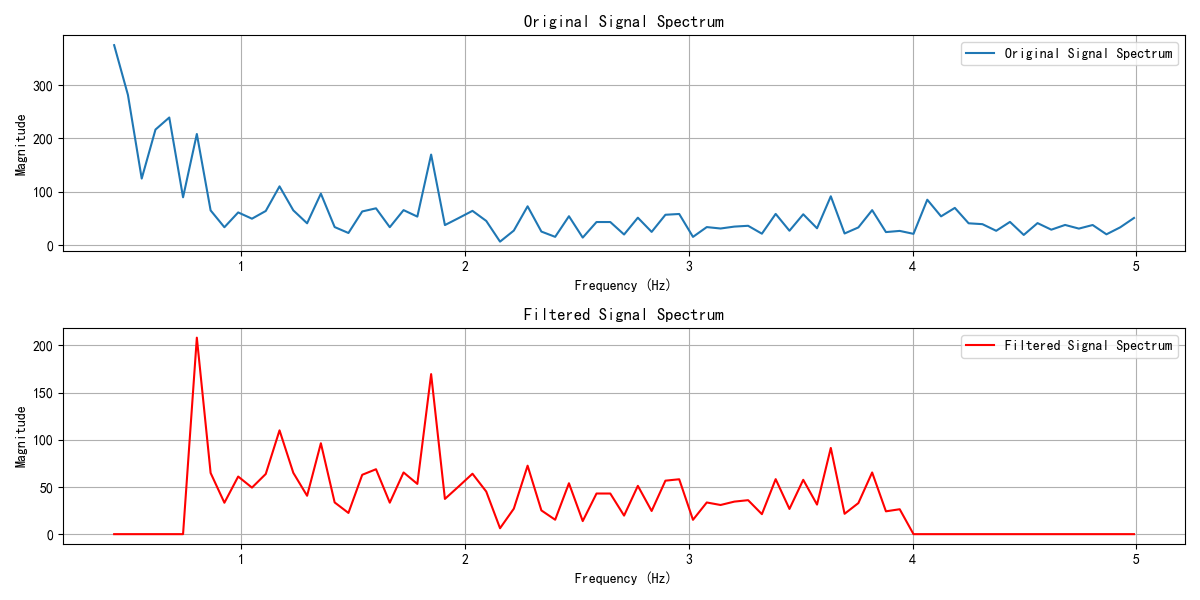 Original Signal Spectrum
Original Signal Spectrum
Magnitude
300
200
100
0
1 2 3 4 5
Frequency (Hz)
Filtered Signal Spectrum
Filtered Signal Spectrum
Magnitude
200
150
100
50
0
1 2 3 4 5
Frequency (Hz)